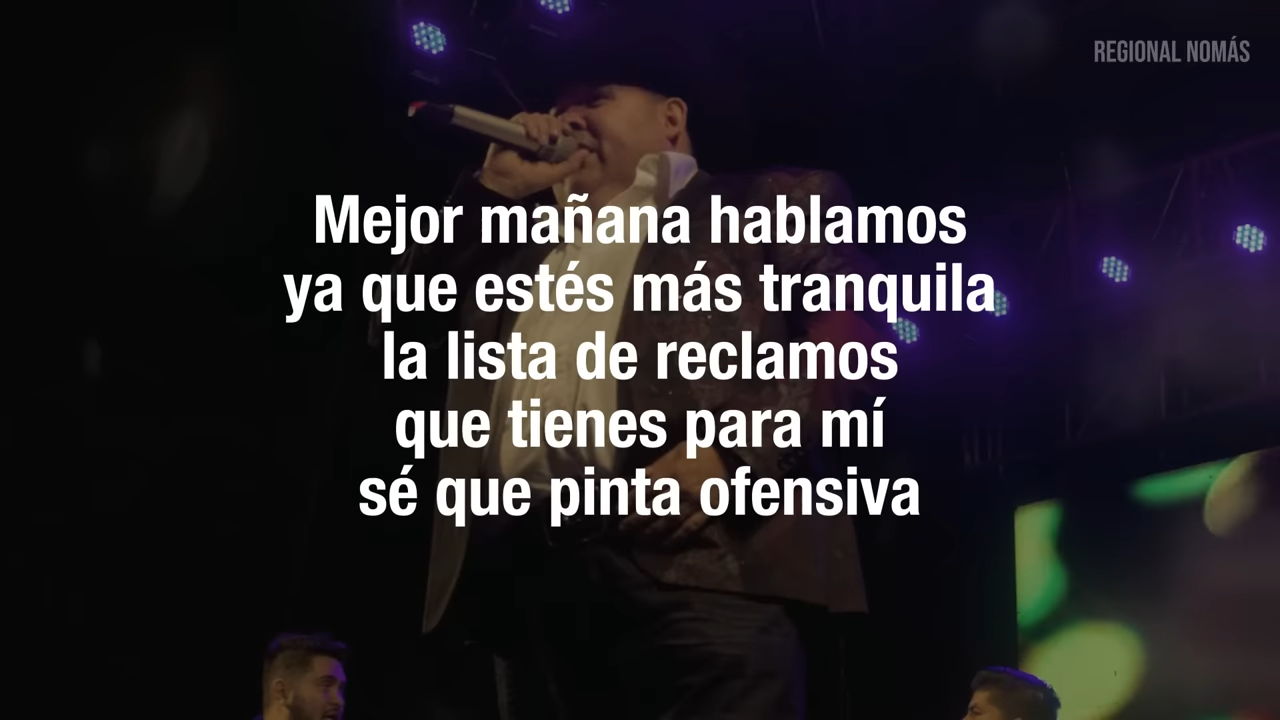 REGIONAL NOMÁS
Mejor mañana hablamos
ya que estés más tranquila
la lista de reclamos
que tienes para mí
sé que pinta ofensiva